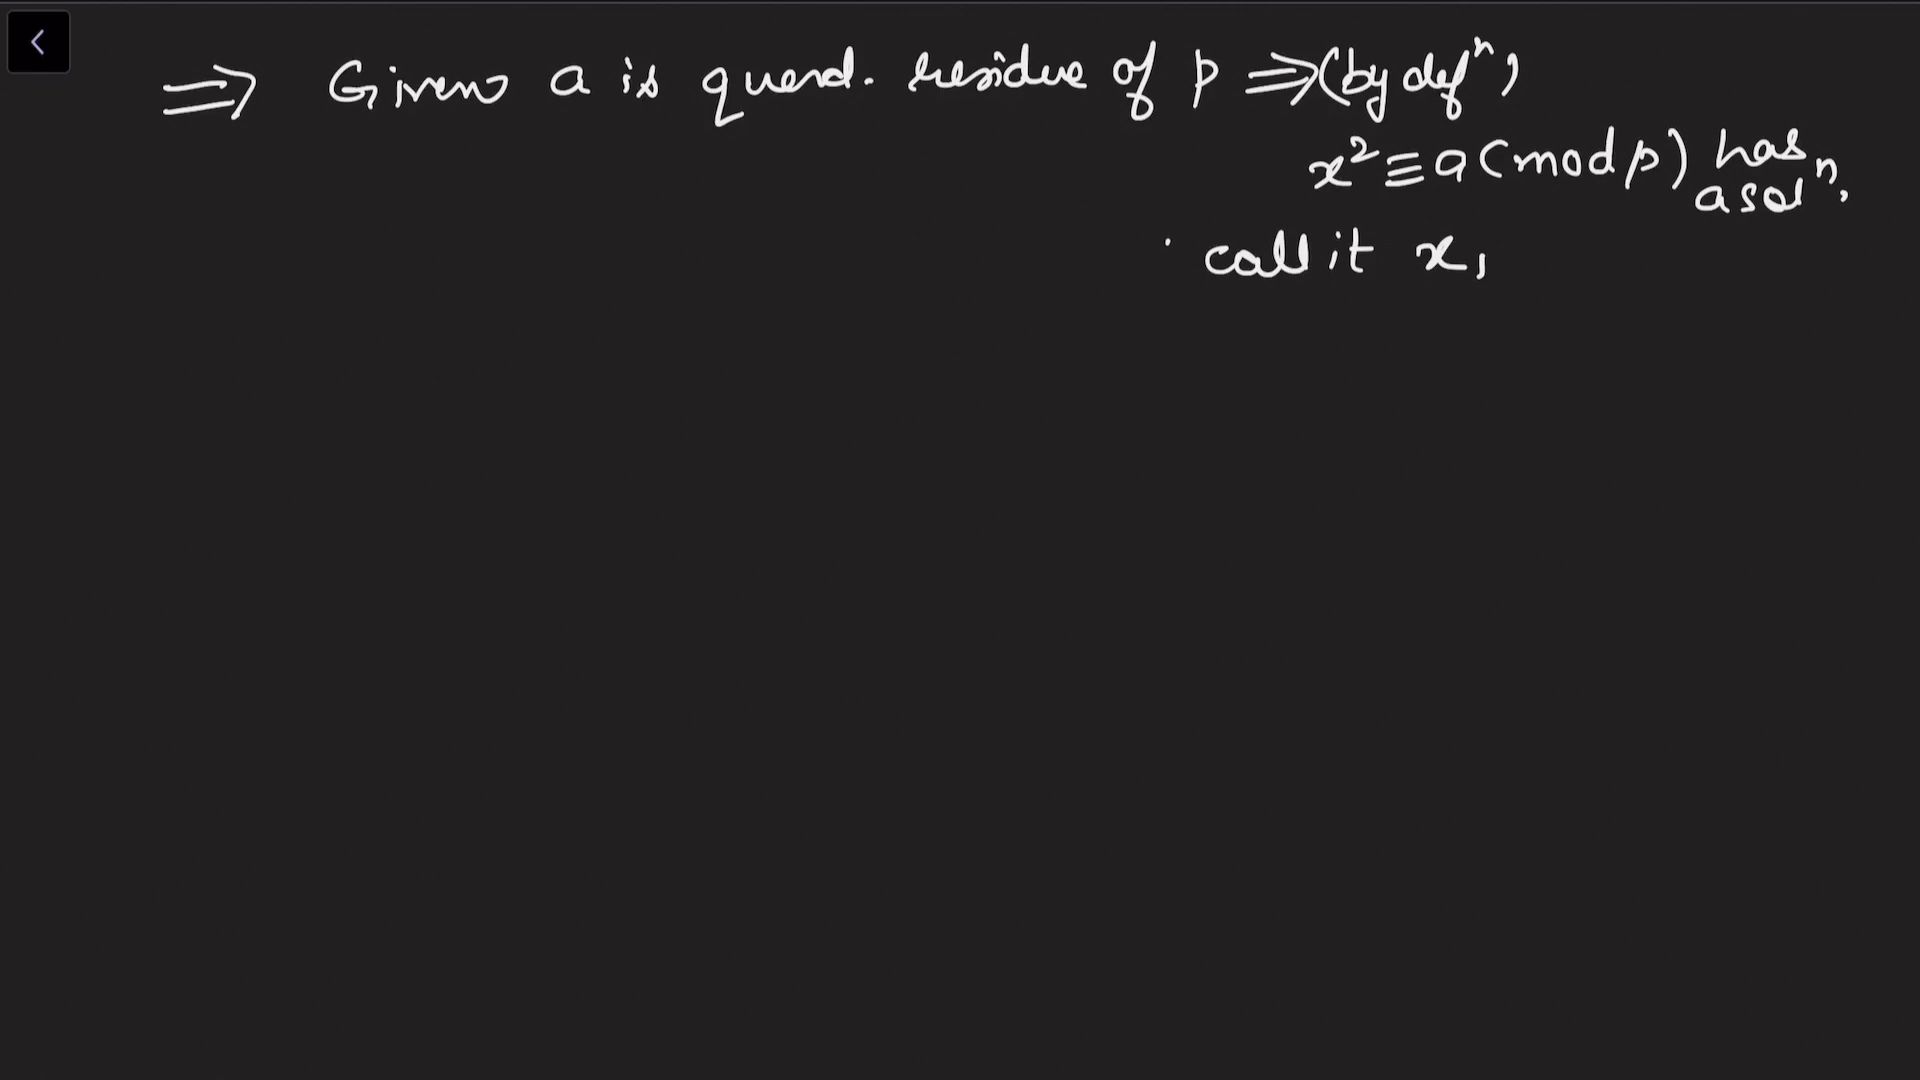 ⇒ Given a is quad. residue of p ⇒ (by defⁿ)
x² ≡ a (mod p) has
a solⁿ,
call it x₁